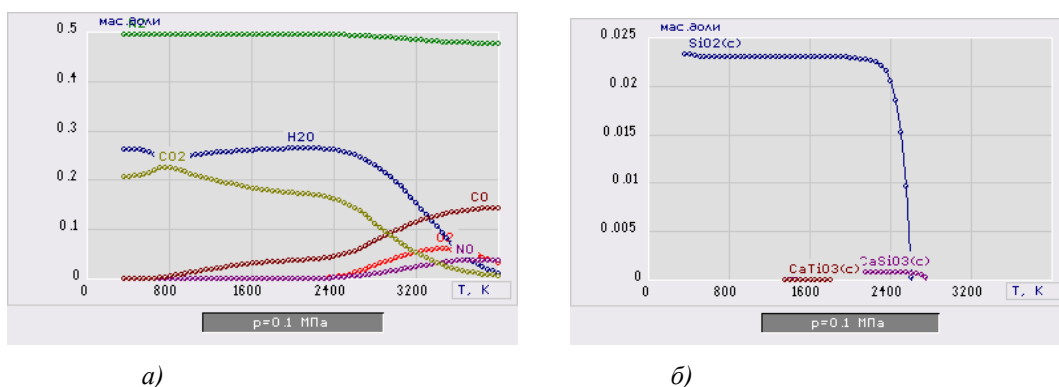 мас.доли
N2
0.5
0.4
0.3
0.2
0.1
0
H2O
CO2
CO
O2
NO
0 800 1600 2400 3200
T, K
p=0.1 МПа
а)
мас.доли
0.025
0.02
0.015
0.01
0.005
0
SiO2(c)
CaTiO3(c)
CaSiO3(c)
0 800 1600 2400 3200
T, K
p=0.1 МПа
б)